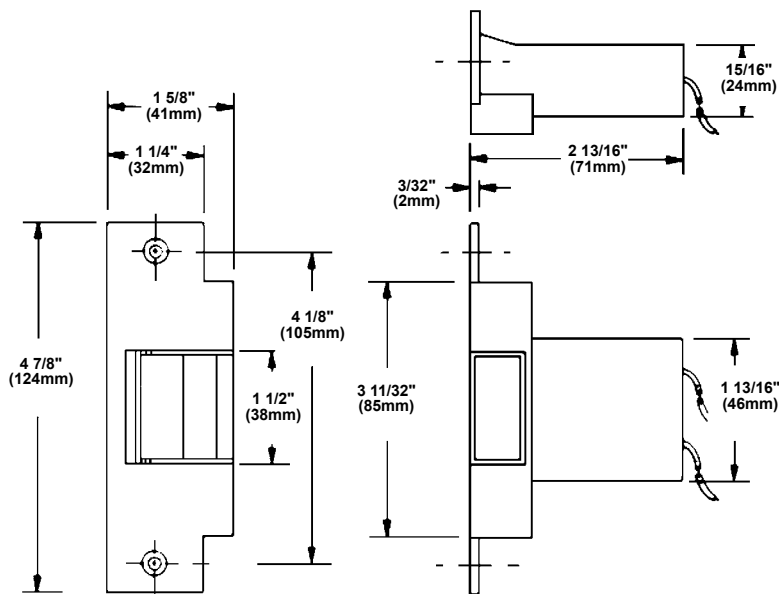 1 5/8"
(41mm)
1 1/4"
(32mm)
15/16"
(24mm)
2 13/16"
(71mm)
3/32"
(2mm)
4 1/8"
(105mm)
4 7/8"
(124mm)
1 1/2"
(38mm)
3 11/32"
(85mm)
1 13/16"
(46mm)